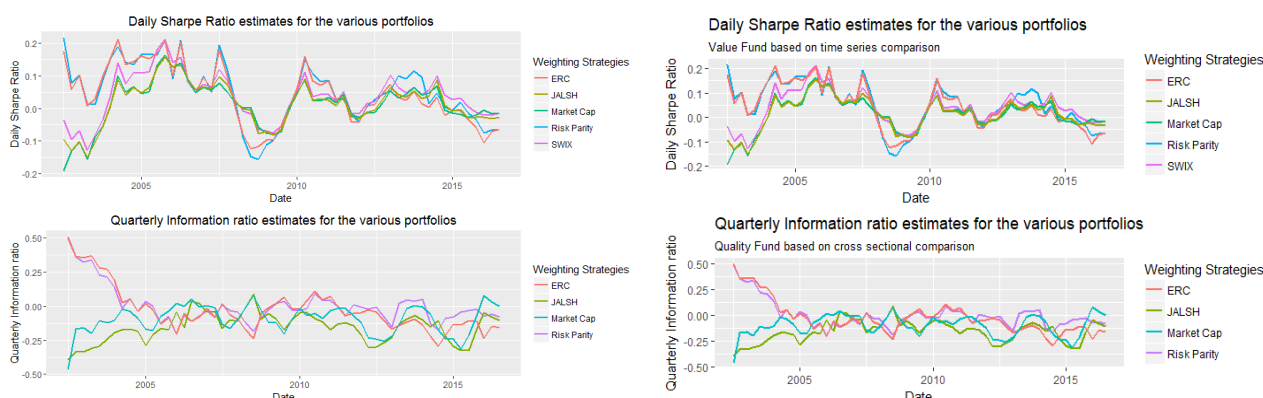 Daily Sharpe Ratio estimates for the various portfolios
Daily Sharpe Ratio
0.2
0.1
0.0
-0.1
-0.2
2005
2010
2015
Date
Weighting Strategies
ERC
JALSH
Market Cap
Risk Parity
SWIX
Daily Sharpe Ratio estimates for the various portfolios
Value Fund based on time series comparison
Daily Sharpe Ratio
0.2
0.1
0.0
-0.1
-0.2
2005
2010
2015
Date
Weighting Strategies
ERC
JALSH
Market Cap
Risk Parity
SWIX
Quarterly Information ratio estimates for the various portfolios
Quarterly Information ratio
0.50
0.25
0.00
-0.25
-0.50
2005
2010
2015
Date
Weighting Strategies
ERC
JALSH
Market Cap
Risk Parity
Quarterly Information ratio estimates for the various portfolios
Quality Fund based on cross sectional comparison
Quarterly Information ratio
0.50
0.25
0.00
-0.25
-0.50
2005
2010
2015
Date
Weighting Strategies
ERC
JALSH
Market Cap
Risk Parity